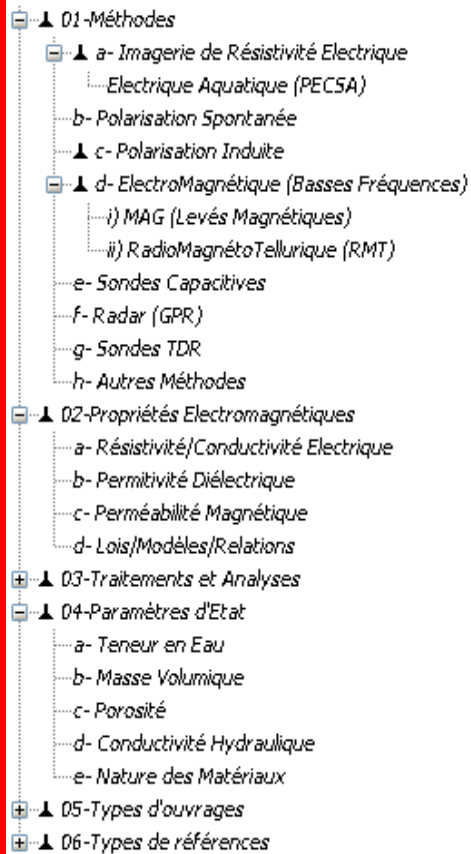 01-Méthodes
a- Imagerie de Résistivité Electrique
Electrique Aquatique (PECSA)
b- Polarisation Spontanée
c- Polarisation Induite
d- ElectroMagnétique (Basses Fréquences)
i) MAG (Levés Magnétiques)
ii) RadioMagnétoTellurique (RMT)
e- Sondes Capacitives
f- Radar (GPR)
g- Sondes TDR
h- Autres Méthodes
02-Propriétés Electromagnétiques
a- Résistivité/Conductivité Electrique
b- Permitivité Diélectrique
c- Perméabilité Magnétique
d- Lois/Modèles/Relations
03-Traitements et Analyses
04-Paramètres d'Etat
a- Teneur en Eau
b- Masse Volumique
c- Porosité
d- Conductivité Hydraulique
e- Nature des Matériaux
05-Types d'ouvrages
06-Types de références